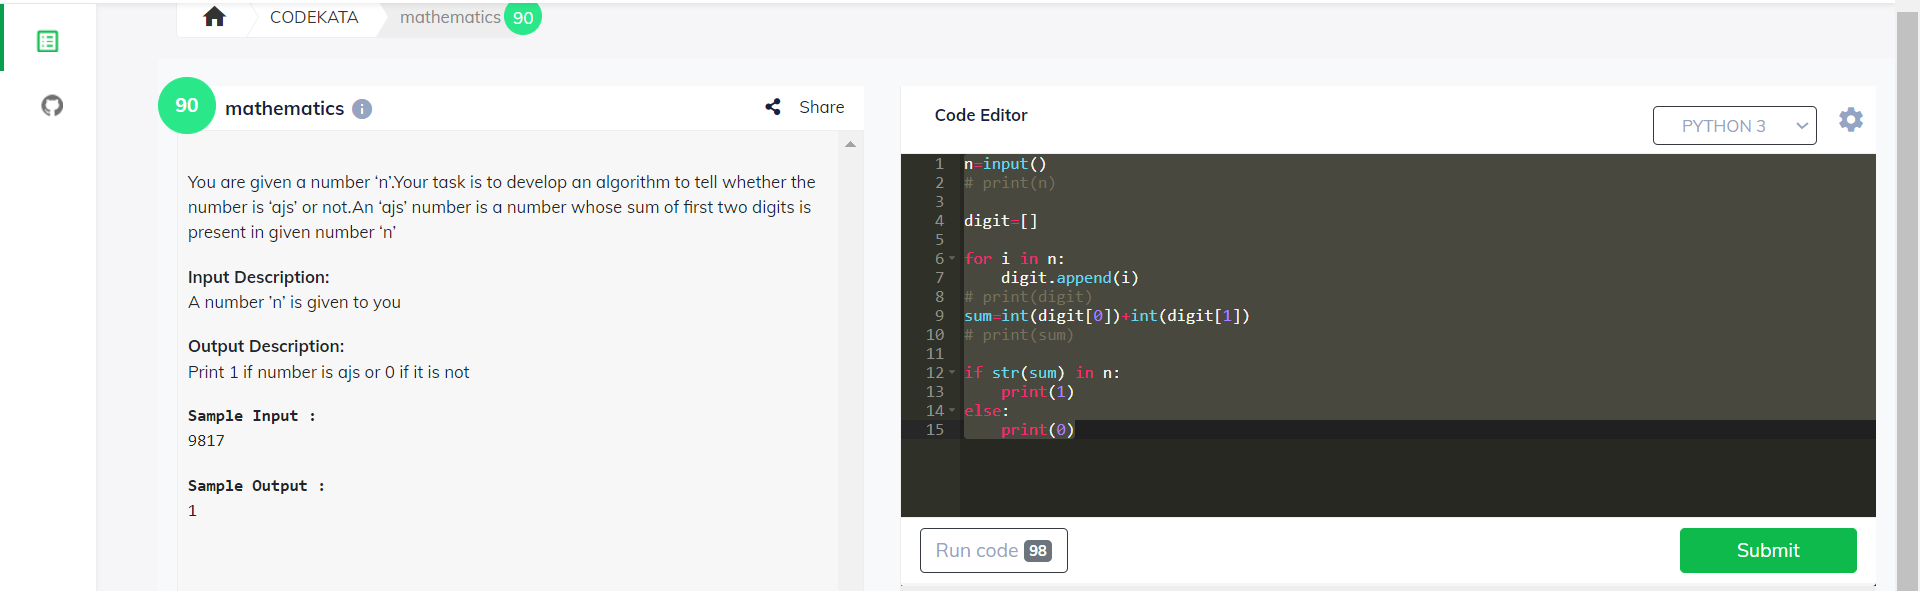 CODEKATA
mathematics 90
90 mathematics
Share
You are given a number ‘n’.Your task is to develop an algorithm to tell whether the
number is ‘ajs’ or not.An ‘ajs’ number is a number whose sum of first two digits is
present in given number ‘n’
Input Description:
A number ’n’ is given to you
Output Description:
Print 1 if number is ajs or 0 if it is not
Sample Input :
9817
Sample Output :
1
Code Editor
PYTHON 3
1 n=input()
2 # print(n)
3
4 digit=[]
5
6 for i in n:
7     digit.append(i)
8 # print(digit)
9 sum=int(digit[0])+int(digit[1])
10 # print(sum)
11
12 if str(sum) in n:
13     print(1)
14 else:
15     print(0)
Run code 98
Submit